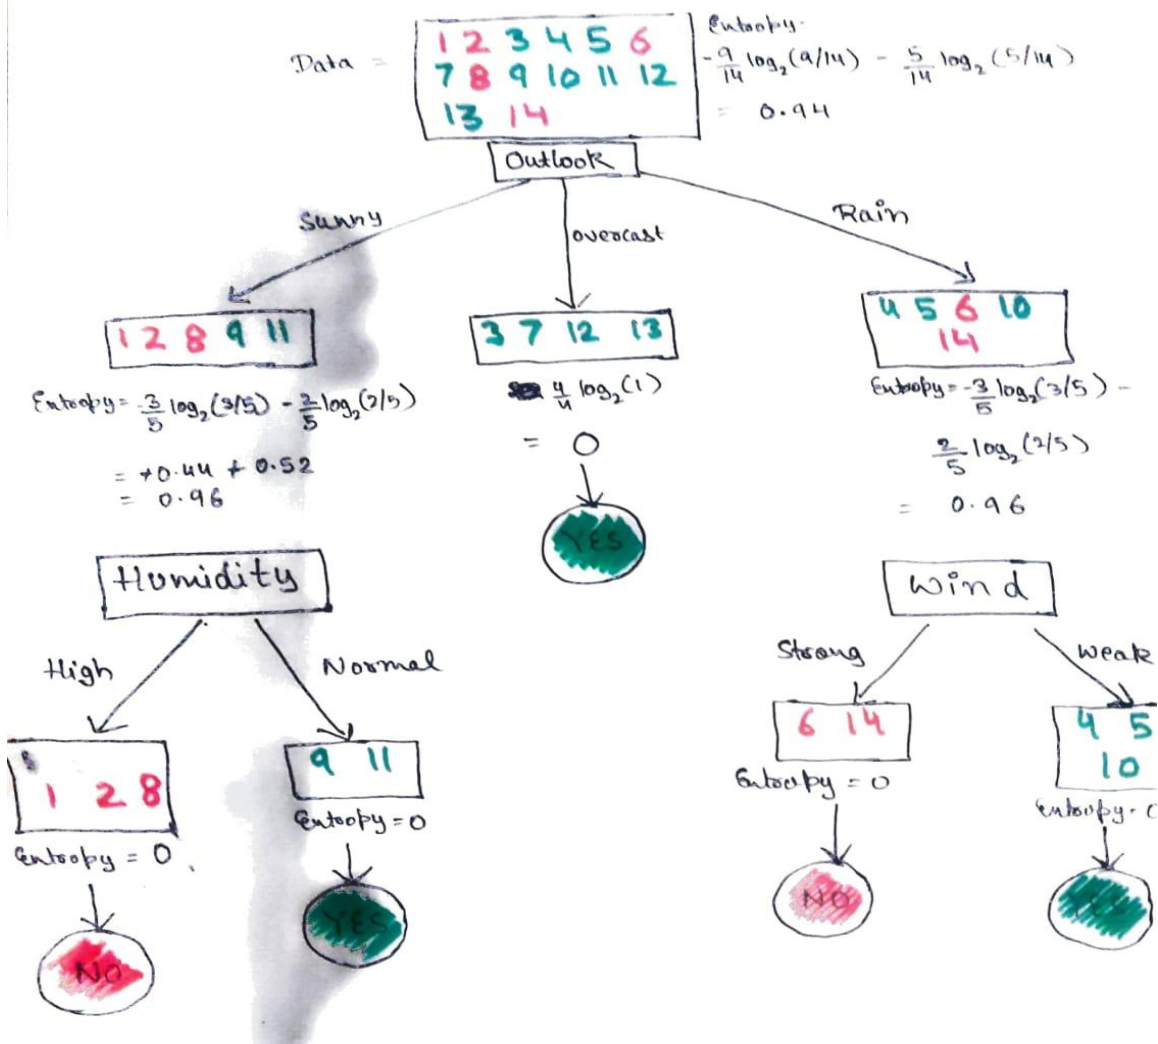 Entropy.
1 2 3 4 5 6
Data =
-9/14 log₂(9/14) - 5/14 log₂(5/14)
7 8 9 10 11 12
= 0.94
13 14
Outlook
Sunny
overcast
Rain
1 2 8 9 11
3 7 12 13
4 5 6 10
14
Entropy = -3/5 log₂(3/5) - 2/5 log₂(2/5)
4/4 log₂(1)
Entropy = -3/5 log₂(3/5) -
2/5 log₂(2/5)
= +0.44 + 0.52
= 0.96
= 0
= 0.96
YES
Humidity
Wind
High
Normal
Strong
Weak
1 2 8
9 11
6 14
4 5
10
Entropy = 0
Entropy = 0
Entropy = 0
Entropy = 0
NO
YES
NO
YES